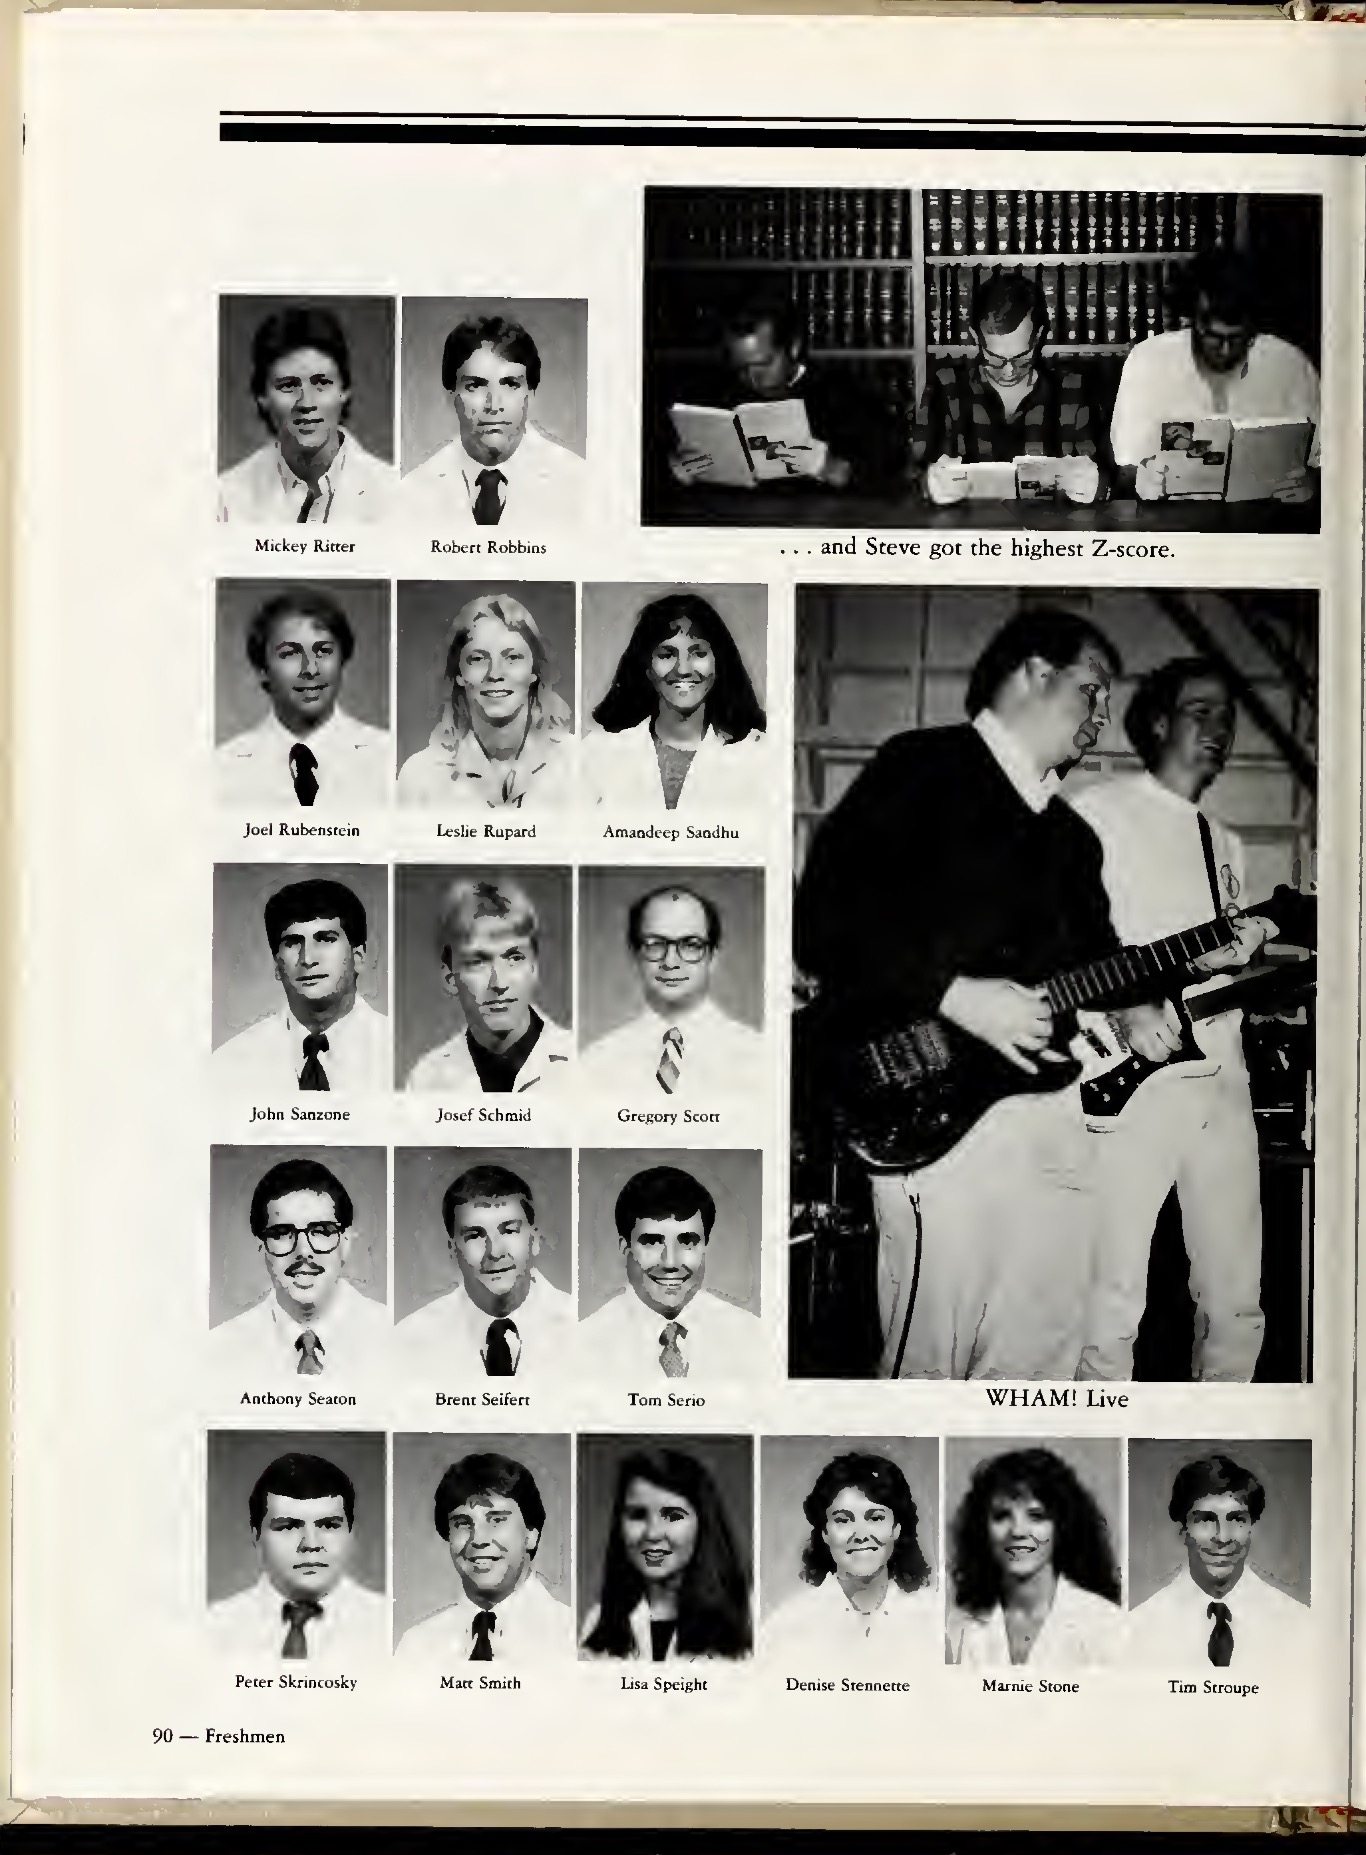 Mickey Ritter
Robert Robbins
. . . and Steve got the highest Z-score.
Joel Rubenstein
Leslie Rupard
Amandeep Sandhu
John Sanzone
Josef Schmid
Gregory Scott
Anthony Seaton
Brent Seifert
Tom Serio
WHAM! Live
Peter Skrincosky
Matt Smith
Lisa Speight
Denise Stennette
Marnie Stone
Tim Stroupe
90 — Freshmen